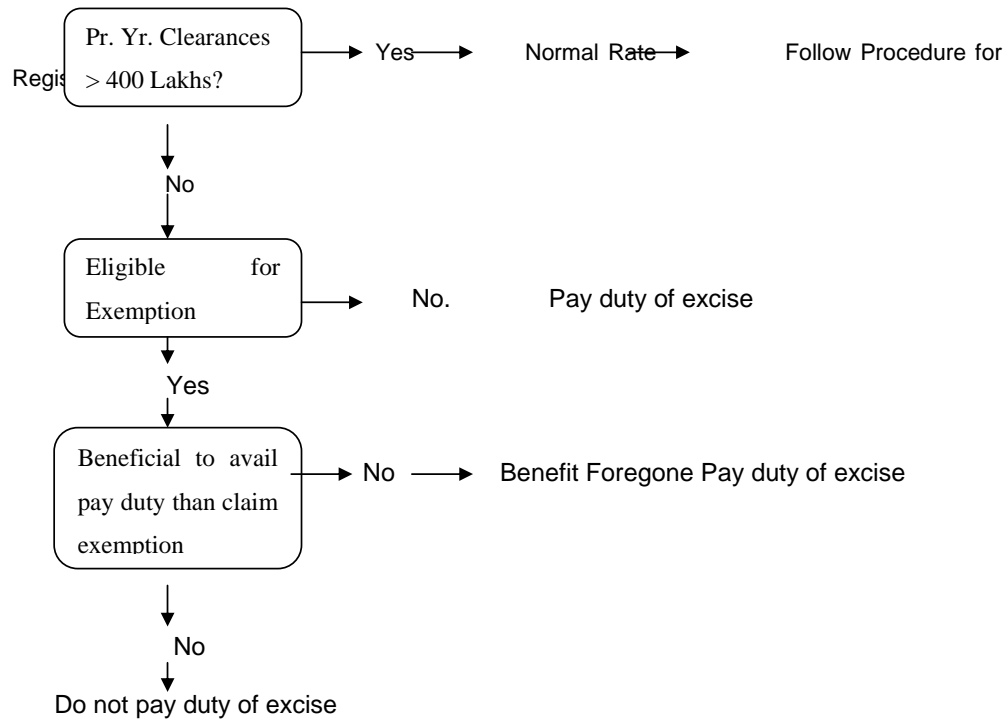 Pr. Yr. Clearances
> 400 Lakhs?
Yes
Normal Rate
Follow Procedure for
No
Eligible for
Exemption
No. Pay duty of excise
Yes
Beneficial to avail
pay duty than claim
exemption
No
Benefit Foregone Pay duty of excise
No
Do not pay duty of excise